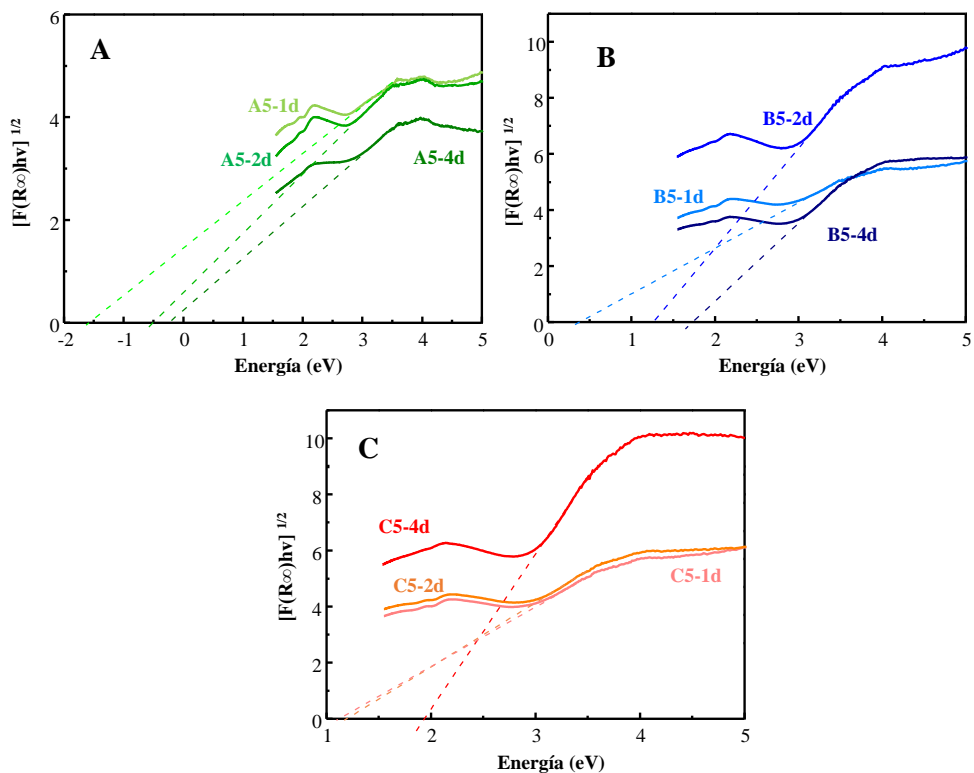 A
[F(R∞)hv] 1/2
6
4
2
0
A5-1d
A5-2d
A5-4d
-2 -1 0 1 2 3 4 5
Energía (eV)
B
[F(R∞)hv] 1/2
10
8
6
4
2
0
B5-2d
B5-1d
B5-4d
0 1 2 3 4 5
Energía (eV)
C
[F(R∞)hv] 1/2
10
8
6
4
2
0
C5-4d
C5-2d
C5-1d
1 2 3 4 5
Energía (eV)